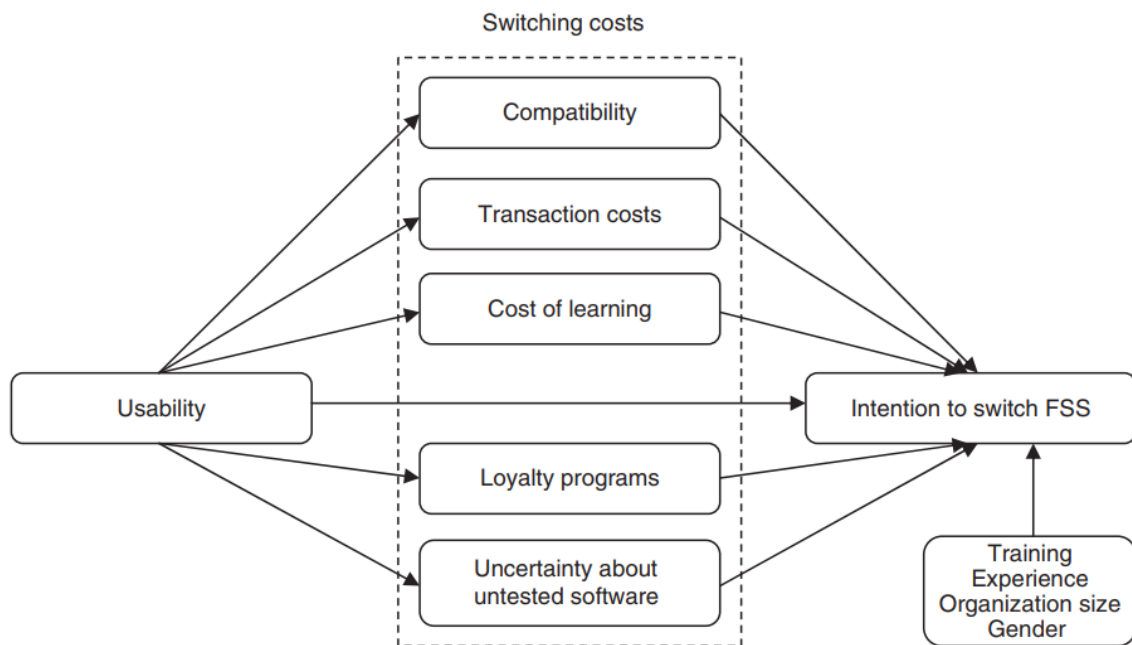 Switching costs
Compatibility
Transaction costs
Cost of learning
Usability
Intention to switch FSS
Loyalty programs
Uncertainty about
untested software
Training
Experience
Organization size
Gender